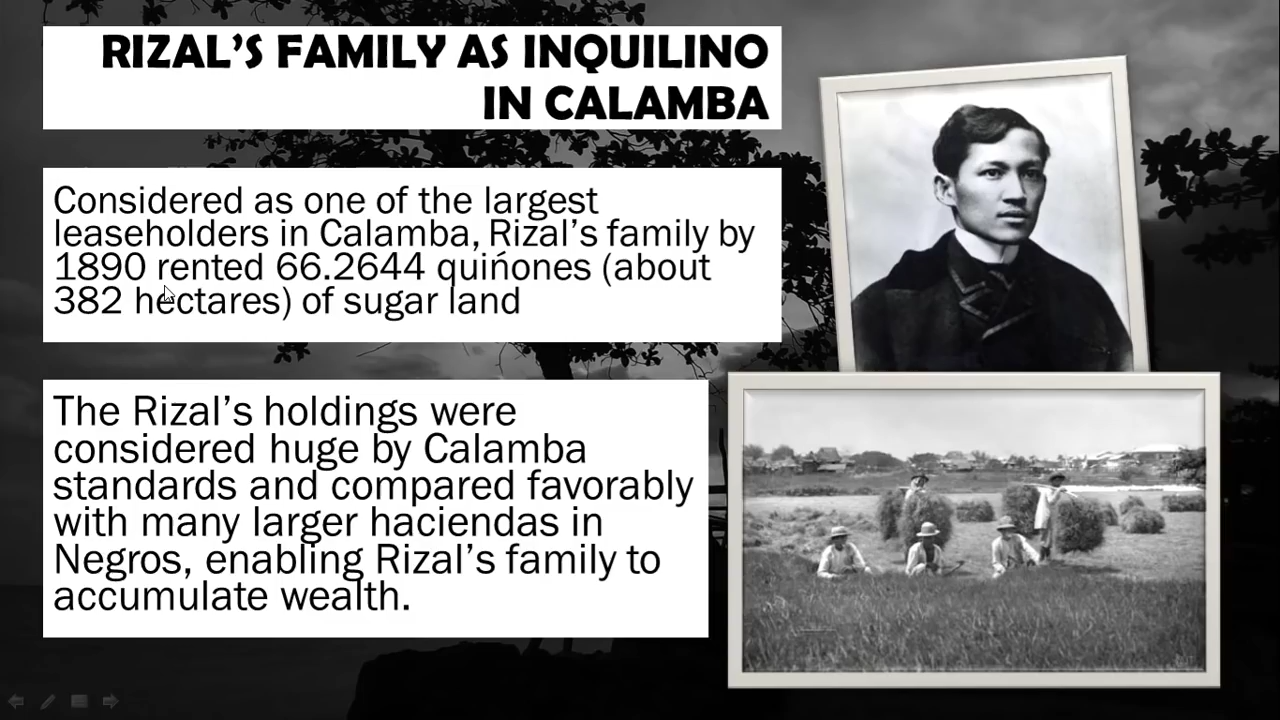 RIZAL’S FAMILY AS INQUILINO
IN CALAMBA
Considered as one of the largest
leaseholders in Calamba, Rizal’s family by
1890 rented 66.2644 quińones (about
382 hectares) of sugar land
The Rizal’s holdings were
considered huge by Calamba
standards and compared favorably
with many larger haciendas in
Negros, enabling Rizal’s family to
accumulate wealth.